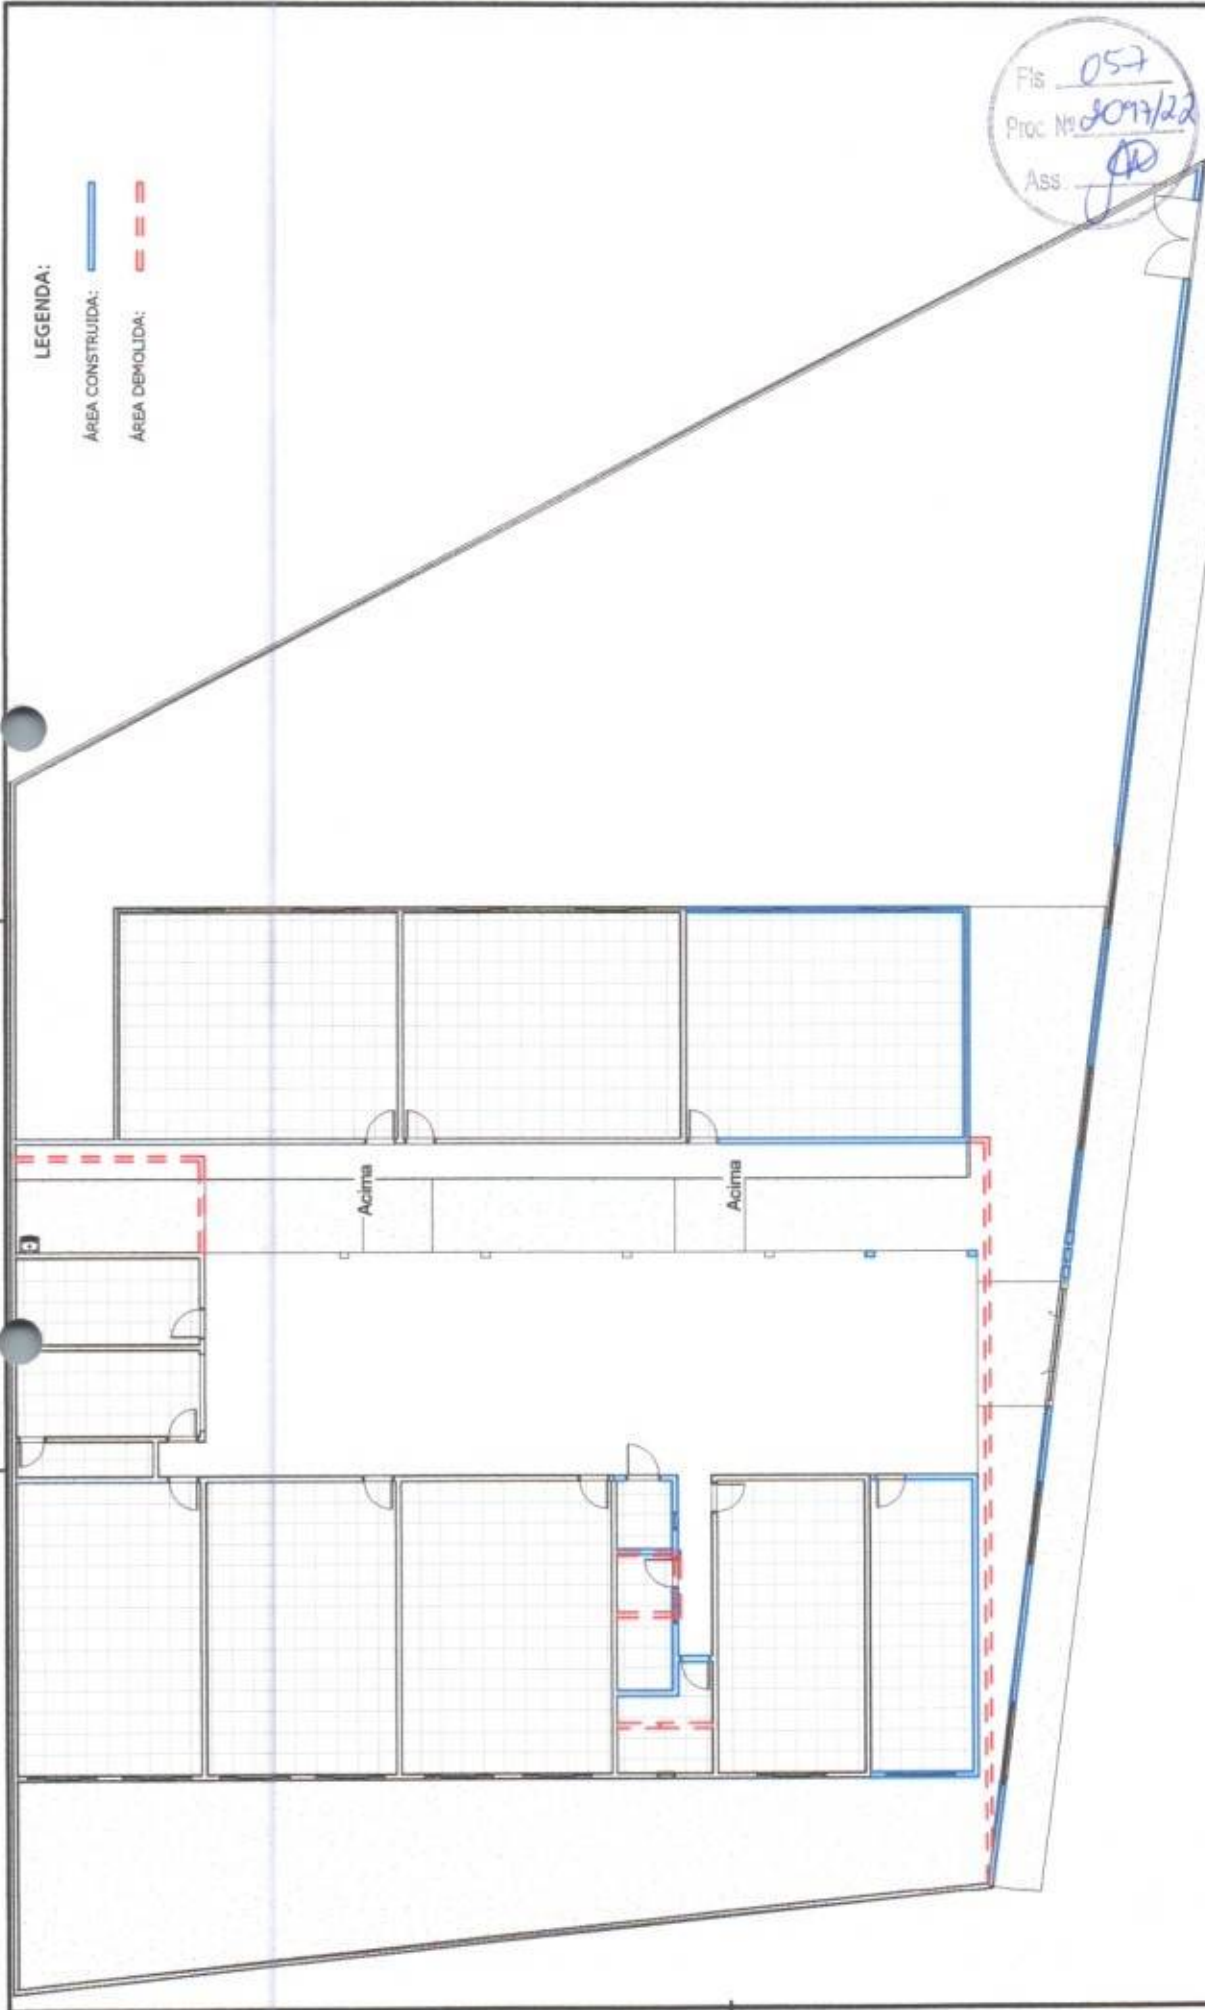 LEGENDA:
ÁREA CONSTRUIDA:
ÁREA DEMOLIDA:
Fls 057
Proc Nº 2097/22
Ass.
Acima
Acima